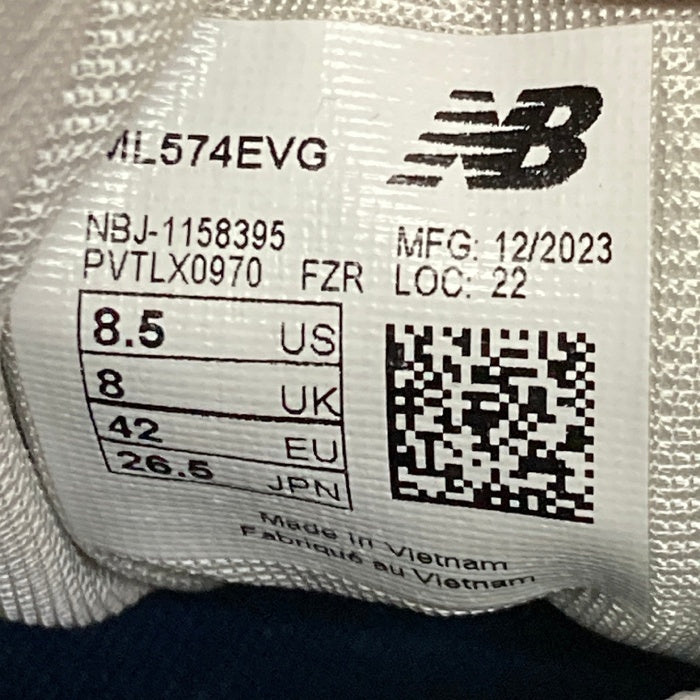 ML574EVG
NB
NBJ-1158395
PVTLX0970 FZR
MFG: 12/2023
LOC: 22
8.5 US
8 UK
42 EU
26.5 JPN
Made in Vietnam
Fabriqué au Vietnam